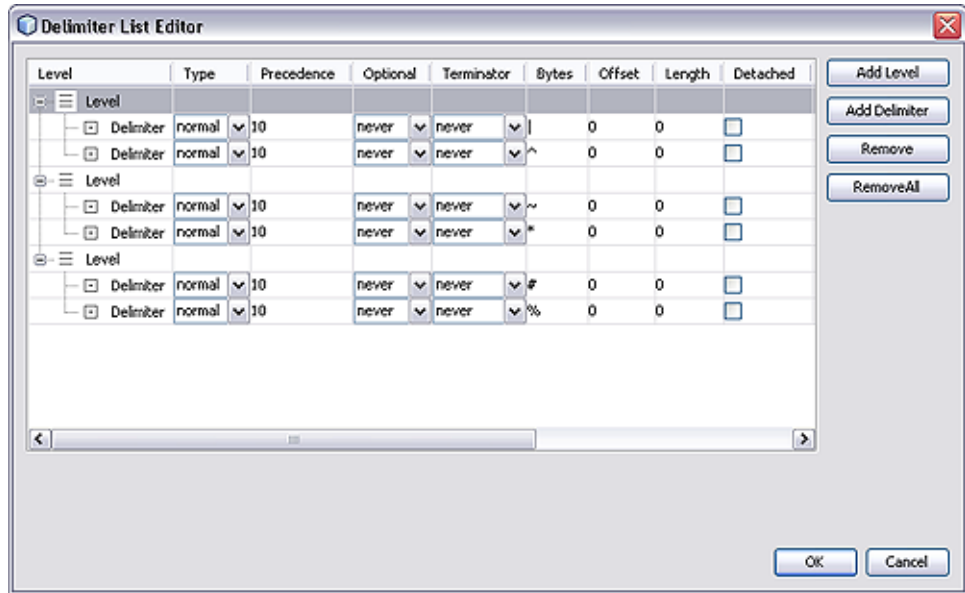 Delimiter List Editor
Level Type Precedence Optional Terminator Bytes Offset Length Detached
Add Level
Level
Add Delimiter
Delimiter normal 10 never never | 0 0
Delimiter normal 10 never never ^ 0 0
Remove
Level
RemoveAll
Delimiter normal 10 never never ~ 0 0
Delimiter normal 10 never never * 0 0
Level
Delimiter normal 10 never never # 0 0
Delimiter normal 10 never never % 0 0
OK Cancel